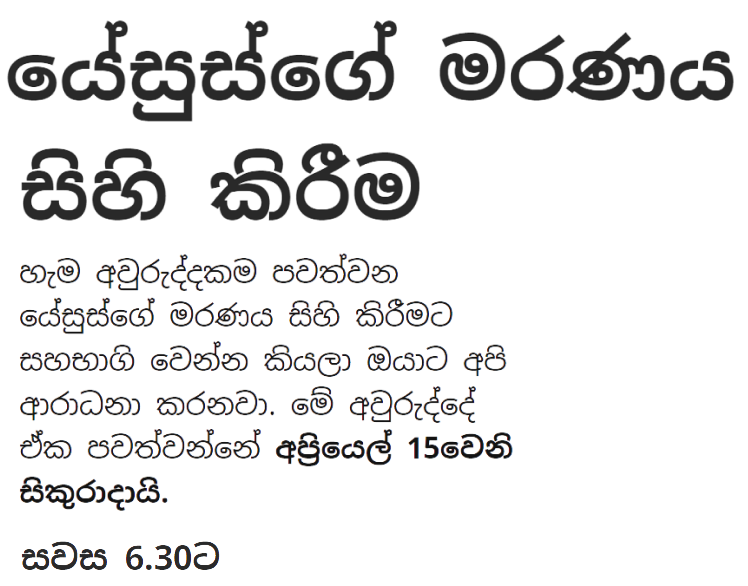 යේසුස්ගේ මරණය
සිහි කිරීම
හැම අවුරුද්දකම පවත්වන
යේසුස්ගේ මරණය සිහි කිරීමට
සහභාගි වෙන්න කියලා ඔයාට අපි
ආරාධනා කරනවා. මේ අවුරුද්දේ
ඒක පවත්වන්නේ අප්‍රියෙල් 15වෙනි
සිකුරාදායි.
සවස 6.30ට